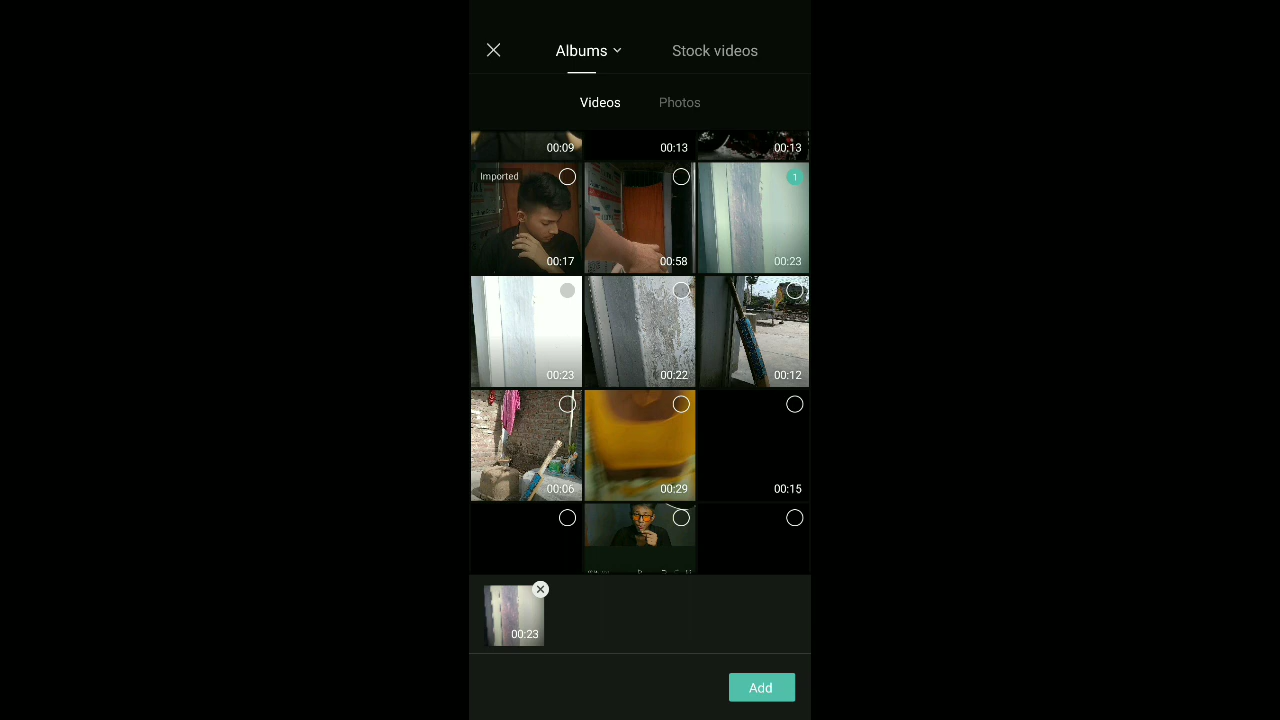 Albums
Stock videos
Videos
Photos
00:09
00:13
00:13
Imported
1
00:17
00:58
00:23
00:23
00:22
00:12
00:06
00:29
00:15
00:23
Add